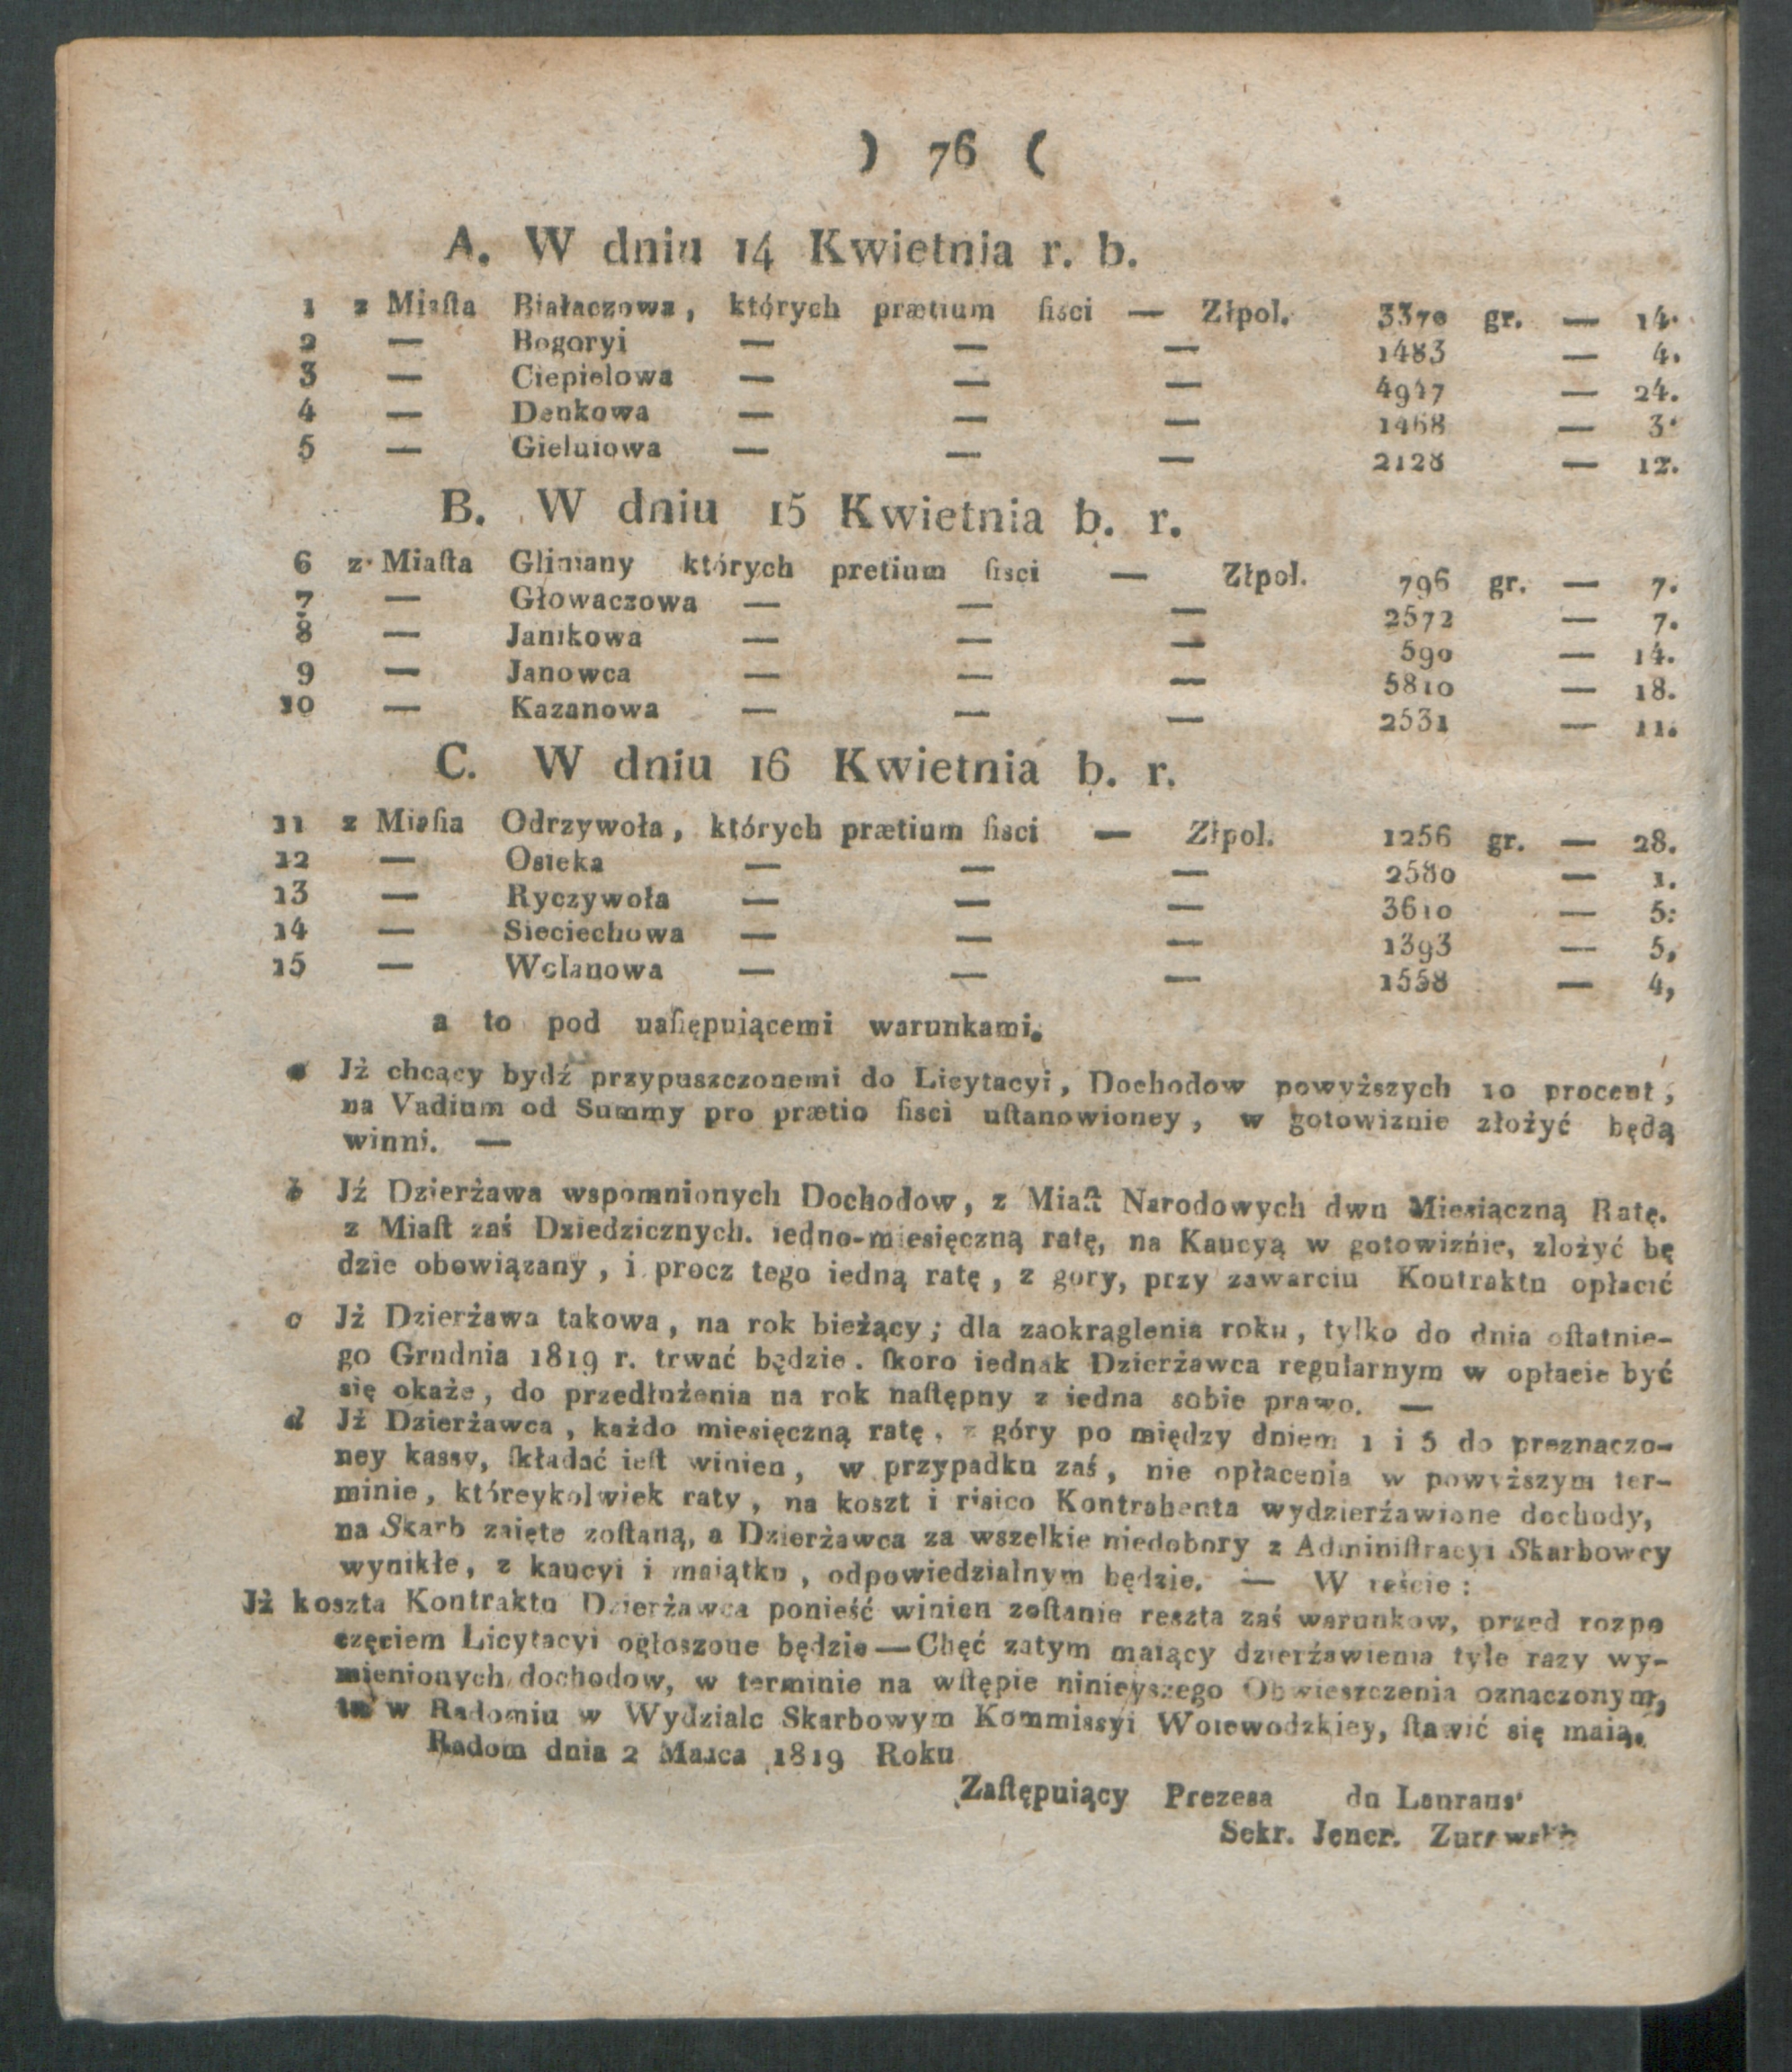 ) 76 (
A. W dniu 14 Kwietnia r. b.
1 z Miaſta Białaczowa, których prætium fisci — Złpol. 3370 gr. — 14.
2 — Bogoryi — — — 1483 — 4.
3 — Ciepielowa — — — 4947 — 24.
4 — Denkowa — — — 1468 — 3.
5 — Gielniowa — — — 2128 — 12.
B. W dniu 15 Kwietnia b. r.
6 z Miaſta Gliniany których pretium fisci — Złpol. 796 gr. — 7.
7 — Głowaczowa — — — 2572 — 7.
8 — Janikowa — — — 590 — 14.
9 — Janowca — — — 5810 — 18.
10 — Kazanowa — — — 2531 — 11.
C. W dniu 16 Kwietnia b. r.
11 z Miaſta Odrzywoła, których prætium fisci — Złpol. 1256 gr. — 28.
12 — Osieka — — — 2580 — 1.
13 — Ryczywoła — — — 3610 — 5.
14 — Sieciechowa — — — 1393 — 5,
15 — Wolanowa — — — 1558 — 4,
a to pod naſtępuiącemi warunkami.
a Jż chcący bydź przypuszczonemi do Licytacyi, Dochodow powyższych 10 procent,
na Vadium od Summy pro prætio fisci uſtanowioney, w gotowiznie złożyć będą
winni. —
b Jź Dzierżawa wspomnionych Dochodow, z Miaſt Narodowych dwu Miesiączną Ratę.
z Miaſt zaś Dziedzicznych. iedno-miesięczną ratę, na Kaucyą w gotowiźnie, zlożyć bę
dzie obowiązany, i procz tego iedną ratę, z gory, przy zawarciu Kontraktu opłacić
c Jż Dzierżawa takowa, na rok bieżący; dla zaokrąglenia roku, tylko do dnia oſtatnie-
go Grudnia 1819 r. trwać będzie. ſkoro iednak Dzierżawca regularnym w opłacie być
się okaże, do przedłużenia na rok naſtępny z iedna sobie prawo. —
d Jż Dzierżawca, każdo miesięczną ratę, z góry po między dniem 1 i 5 do preznaczo-
ney kassy, ſkładać ieſt winien, w przypadku zaś, nie opłacenia w powyższym ter-
minie, któreykolwiek raty, na koszt i risico Kontrahenta wydzierżawione dochody,
na Skarb zaięte zoſtaną, a Dzierżawca za wszelkie niedobory z Adminiſtracyi Skarbowey
wynikłe, z kaucyi i maiątku, odpowiedzialnym będzie. — W reście:
Jż koszta Kontraktu Dzierżawca ponieść winien zoſtanie reszta zaś warunkow, przed rozpo
częciem Licytacyi ogłoszone będzie—Chęć zatym maiący dzierżawienia tyle razy wy-
mienionych dochodow, w terminie na wſtępie ninieyszego Obwieszczenia oznaczonym,
tu w Radomiu w Wydziale Skarbowym Kommissyi Woiewodzkiey, ſtawić się maią.
Radom dnia 2 Marca 1819 Roku
Zaſtępuiący Prezesa du Laurans
Sekr. Jener. Zurawski